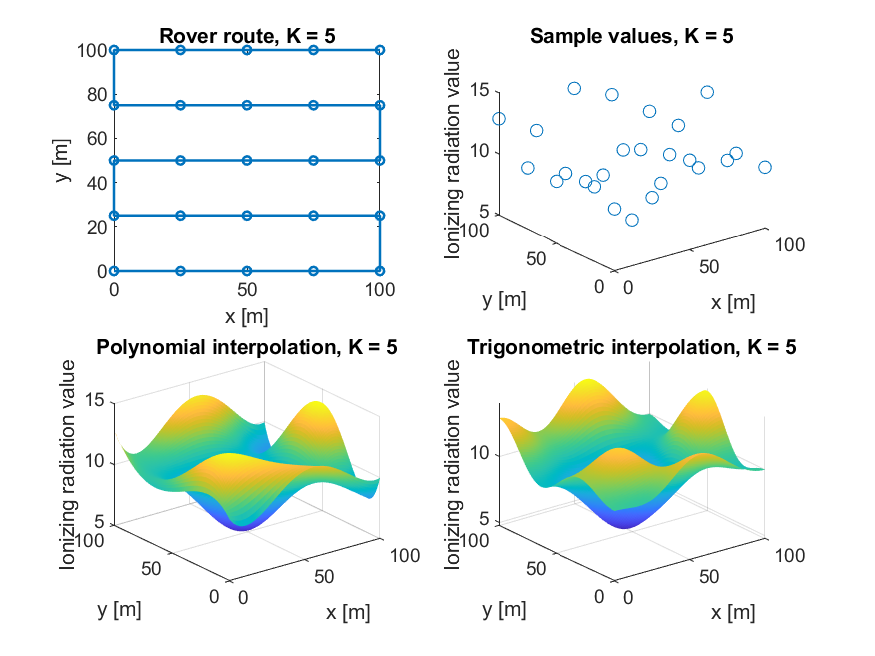 Rover route, K = 5
100
80
60
40
20
0
y [m]
0
50
100
x [m]
Sample values, K = 5
Ionizing radiation value
15
10
5
100
50
0
y [m]
0
50
100
x [m]
Polynomial interpolation, K = 5
Ionizing radiation value
15
10
5
100
50
0
y [m]
0
50
100
x [m]
Trigonometric interpolation, K = 5
Ionizing radiation value
10
5
100
50
0
y [m]
0
50
100
x [m]